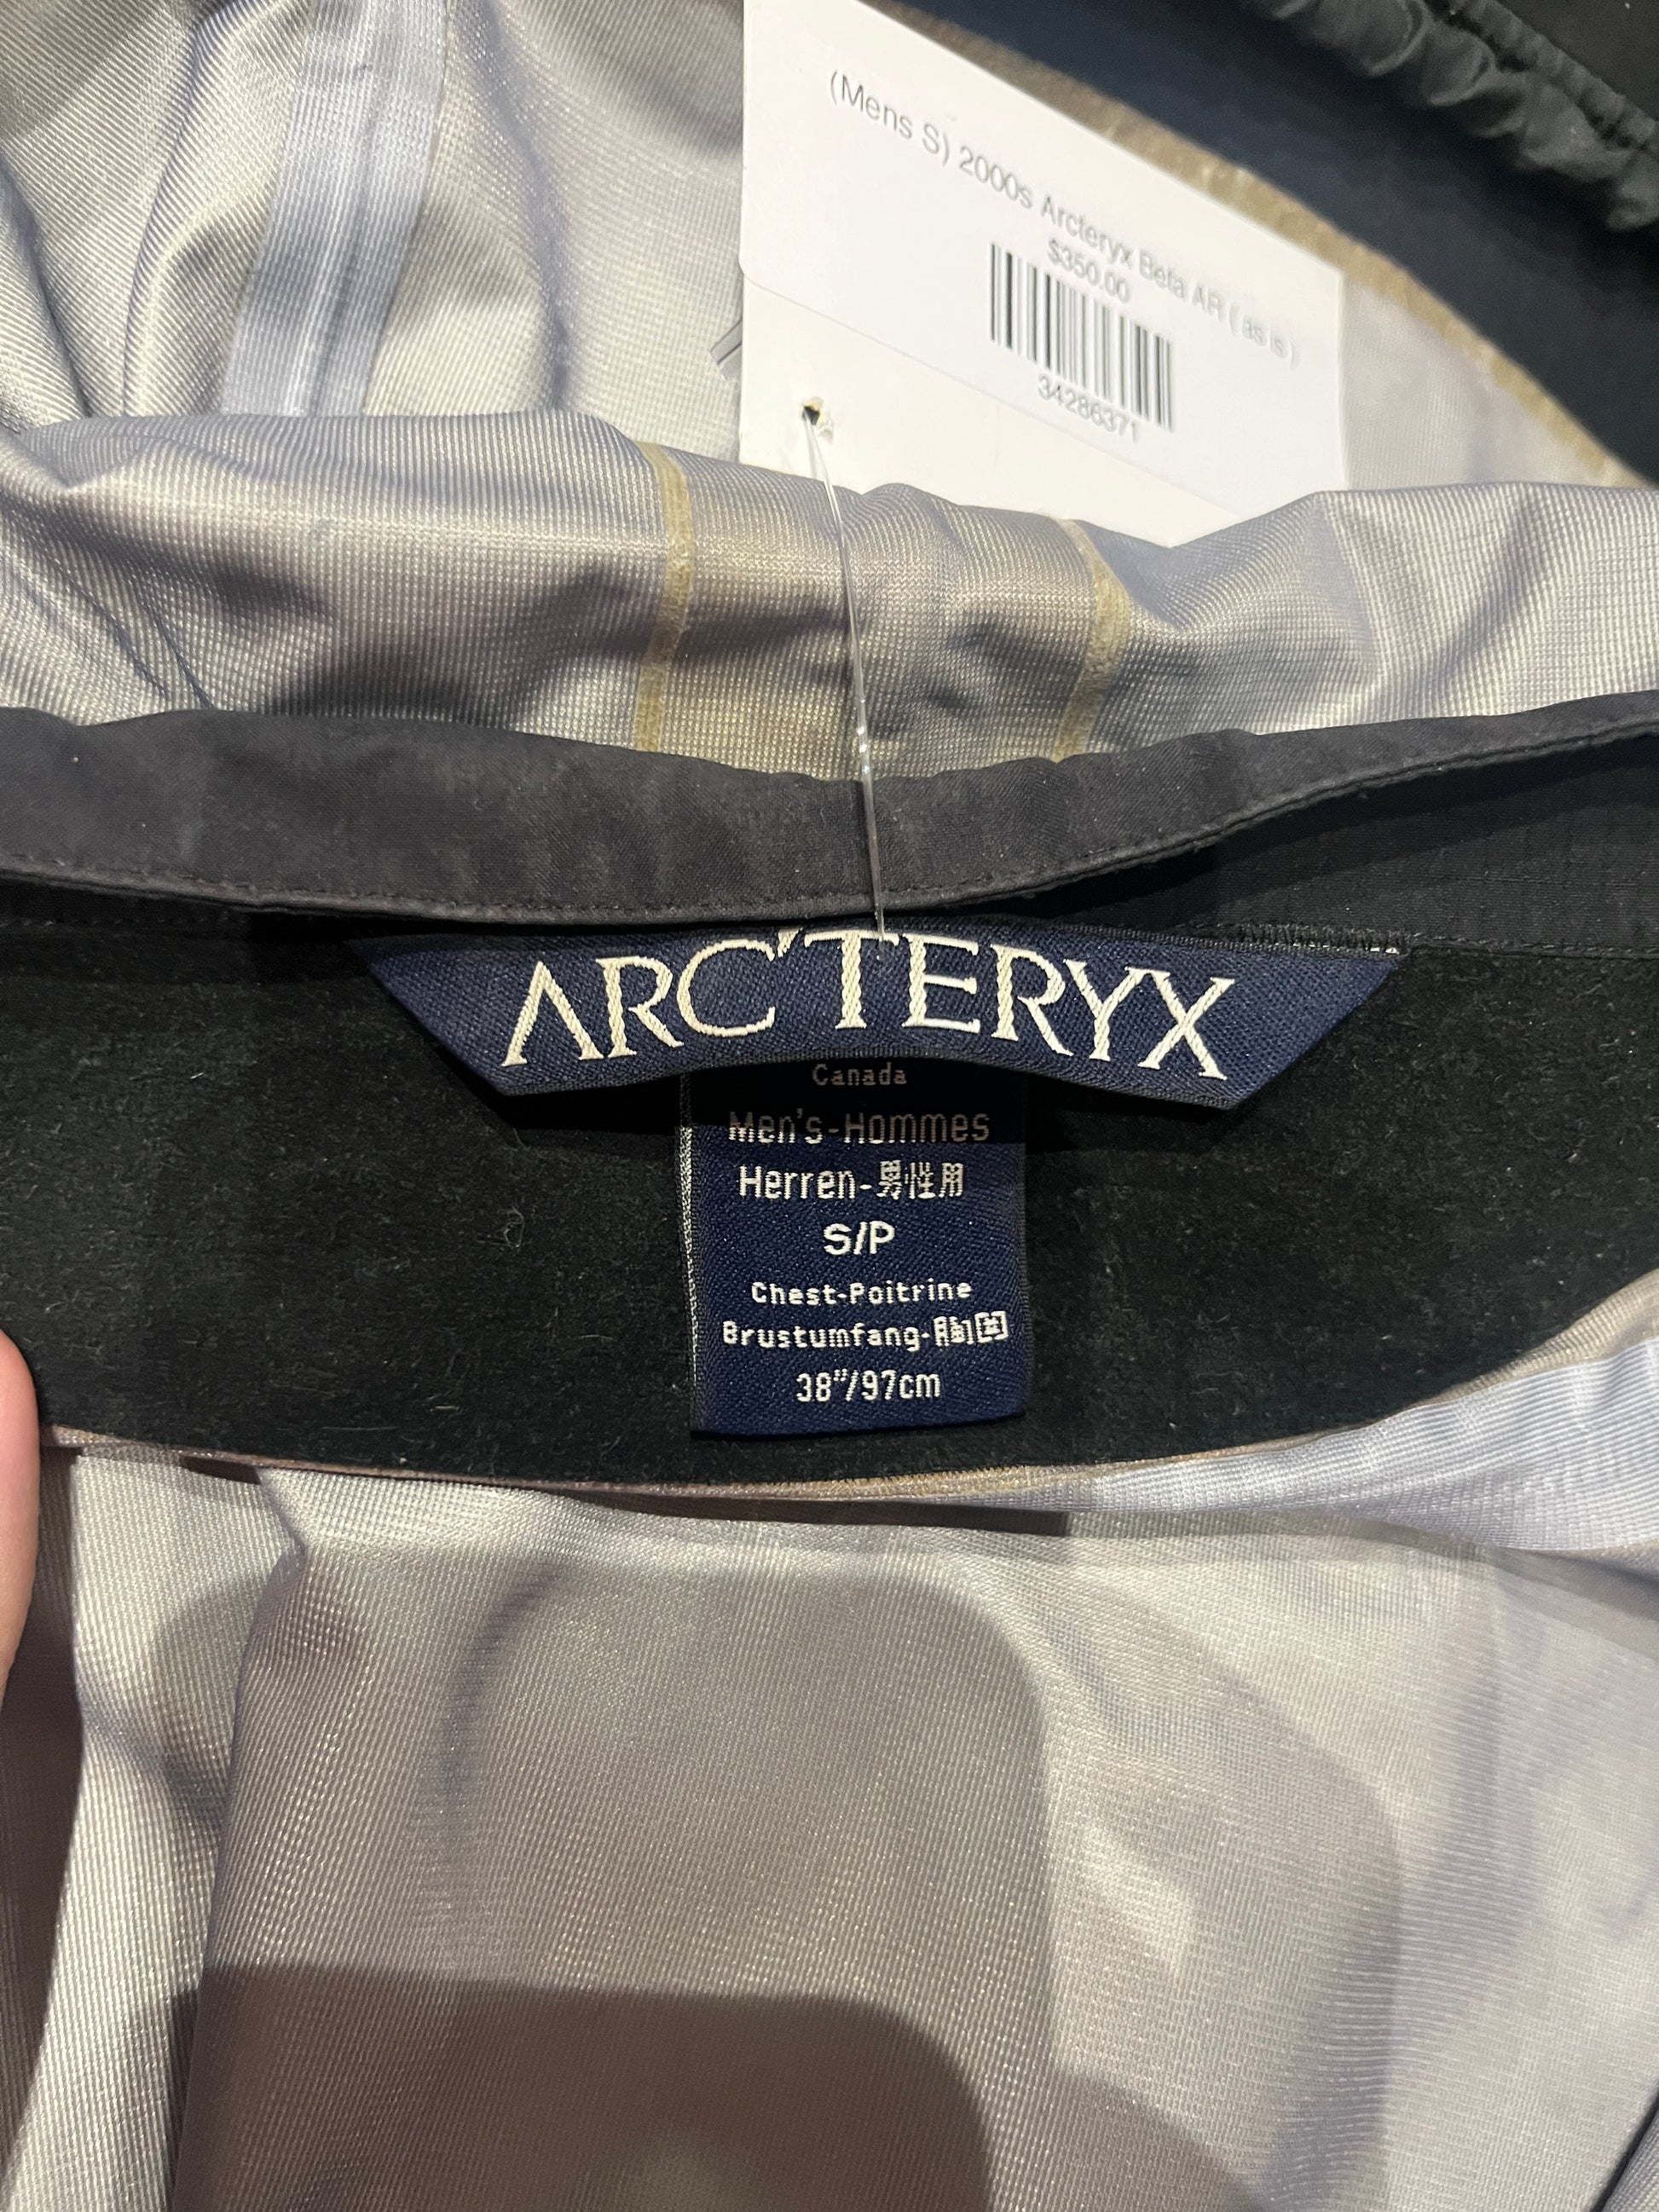 (Mens S) 2000s Arcteryx Beta AR ( as is )
$350.00
34286371
ARC'TERYX
Canada
Men's-Hommes
Herren-男性用
S/P
Chest-Poitrine
Brustumfang-胸囲
38"/97cm